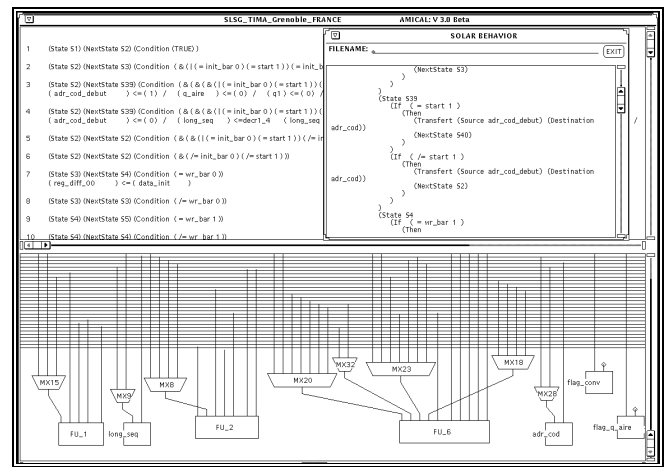 SLSG_TIMA_Grenoble_FRANCE AMICAL: V 3.0 Beta
1 (State S1) (NextState S2) (Condition (TRUE) )
2 (State S2) (NextState S3) (Condition ( & ( | ( = init_bar 0 ) ( = start 1 ) ) ( = init_b
3 (State S2) (NextState S39) (Condition ( & ( & ( & ( | ( = init_bar 0 ) ( = start 1 ) ) (
( adr_cod_debut ) <= ( 1 ) / ( q_aire ) <= ( 0 ) / ( q1 ) <= ( 0 ) /
4 (State S2) (NextState S39) (Condition ( & ( & ( & ( | ( = init_bar 0 ) ( = start 1 ) ) (
( adr_cod_debut ) <= ( 0 ) / ( long_seq ) <=decr1_4 ( long_seq
5 (State S2) (NextState S2) (Condition ( & ( & ( | ( = init_bar 0 ) ( = start 1 ) ) ( /= in
6 (State S2) (NextState S2) (Condition ( & ( /= init_bar 0 ) ( /= start 1 ) ))
7 (State S3) (NextState S4) (Condition ( = wr_bar 0 ))
( reg_diff_00 ) <= ( data_init )
8 (State S3) (NextState S3) (Condition ( /= wr_bar 0 ))
9 (State S4) (NextState S5) (Condition ( = wr_bar 1 ))
10 (State S4) (NextState S4) (Condition ( /= wr_bar 1 ))
/
SOLAR BEHAVIOR
FILENAME:
EXIT
(NextState S3)
)
)
)
(State S39
(If ( = start 1 )
(Then
(Transfert (Source adr_cod_debut) (Destination
adr_cod))
(NextState S40)
)
)
(If ( /= start 1 )
(Then
(Transfert (Source adr_cod_debut) (Destination
adr_cod))
(NextState S2)
)
)
)
(State S4
(If ( = wr_bar 1 )
(Then
MX15
MX9
MX8
MX20
MX32
MX23
MX18
MX28
flag_conv
FU_1
long_seq
FU_2
FU_6
adr_cod
flag_q_aire